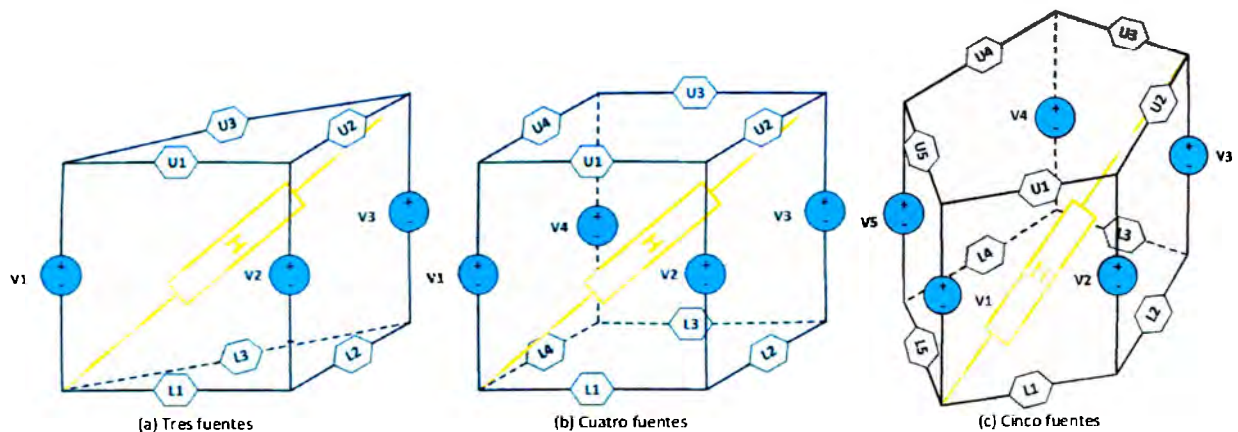 U3
U2
U1
V3
V1
V2
L3
L2
L1
(a) Tres fuentes
U3
U4
U2
U1
V3
V4
V1
V2
L3
L4
L2
L1
(b) Cuatro fuentes
U3
U4
U2
V4
U5
V3
U1
V5
L3
L4
V1
V2
L2
L5
L1
(c) Cinco fuentes